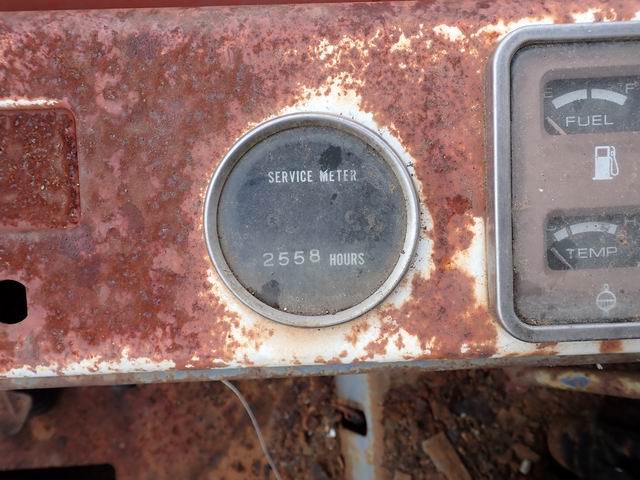 SERVICE METER
2558 HOURS
E F
FUEL
TEMP